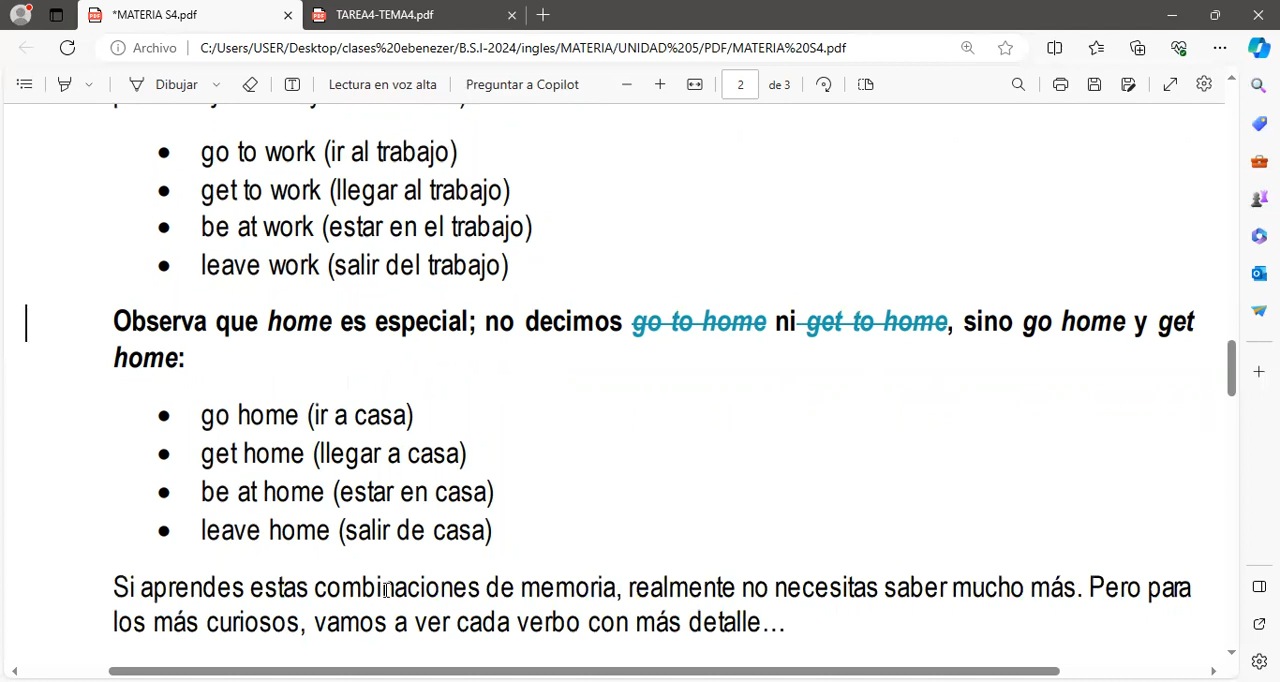 *MATERIA S4.pdf
TAREA4-TEMA4.pdf
Archivo
C:/Users/USER/Desktop/clases%20ebenezer/B.S.I-2024/ingles/MATERIA/UNIDAD%205/PDF/MATERIA%20S4.pdf
Dibujar
Lectura en voz alta
Preguntar a Copilot
2
de 3
• go to work (ir al trabajo)
• get to work (llegar al trabajo)
• be at work (estar en el trabajo)
• leave work (salir del trabajo)
Observa que home es especial; no decimos go to home ni get to home, sino go home y get
home:
• go home (ir a casa)
• get home (llegar a casa)
• be at home (estar en casa)
• leave home (salir de casa)
Si aprendes estas combinaciones de memoria, realmente no necesitas saber mucho más. Pero para
los más curiosos, vamos a ver cada verbo con más detalle…